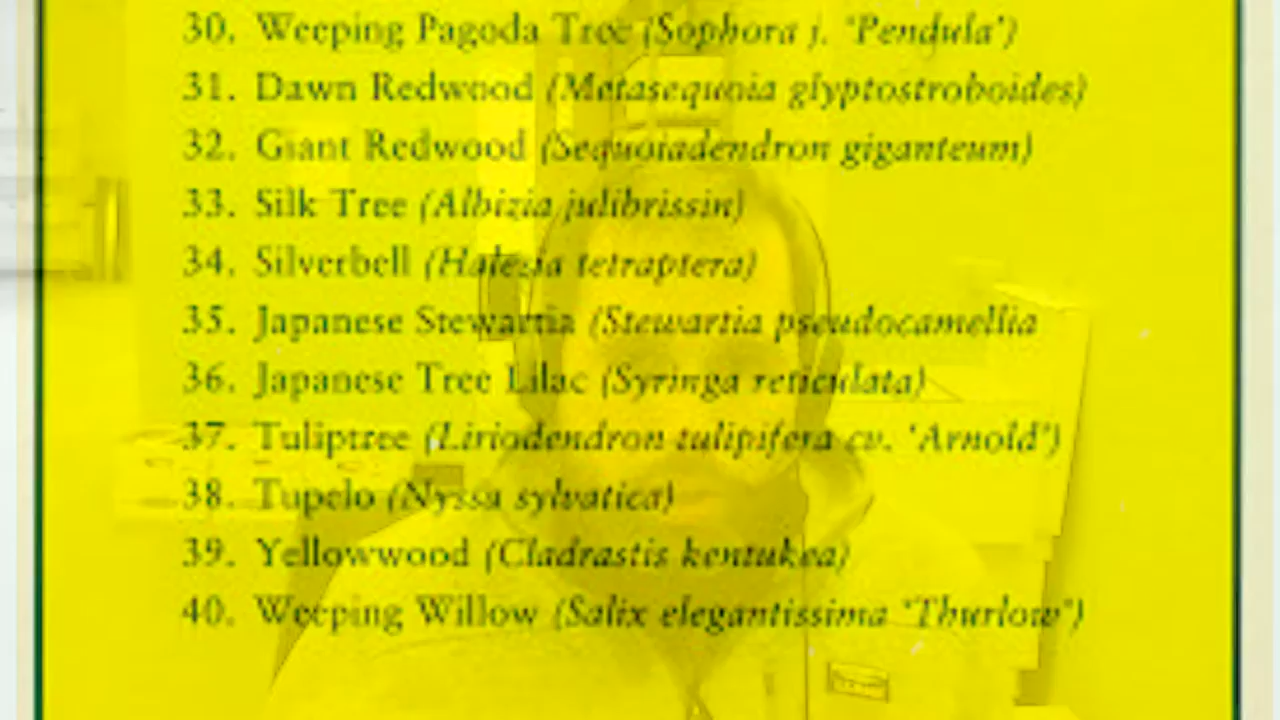 30. Weeping Pagoda Tree (Sophora j. 'Pendula')
31. Dawn Redwood (Metasequoia glyptostroboides)
32. Giant Redwood (Sequoiadendron giganteum)
33. Silk Tree (Albizia julibrissin)
34. Silverbell (Halesia tetraptera)
35. Japanese Stewartia (Stewartia pseudocamellia
36. Japanese Tree Lilac (Syringa reticulata)
37. Tuliptree (Liriodendron tulipifera cv. 'Arnold')
38. Tupelo (Nyssa sylvatica)
39. Yellowwood (Cladrastis kentukea)
40. Weeping Willow (Salix elegantissima 'Thurlow')